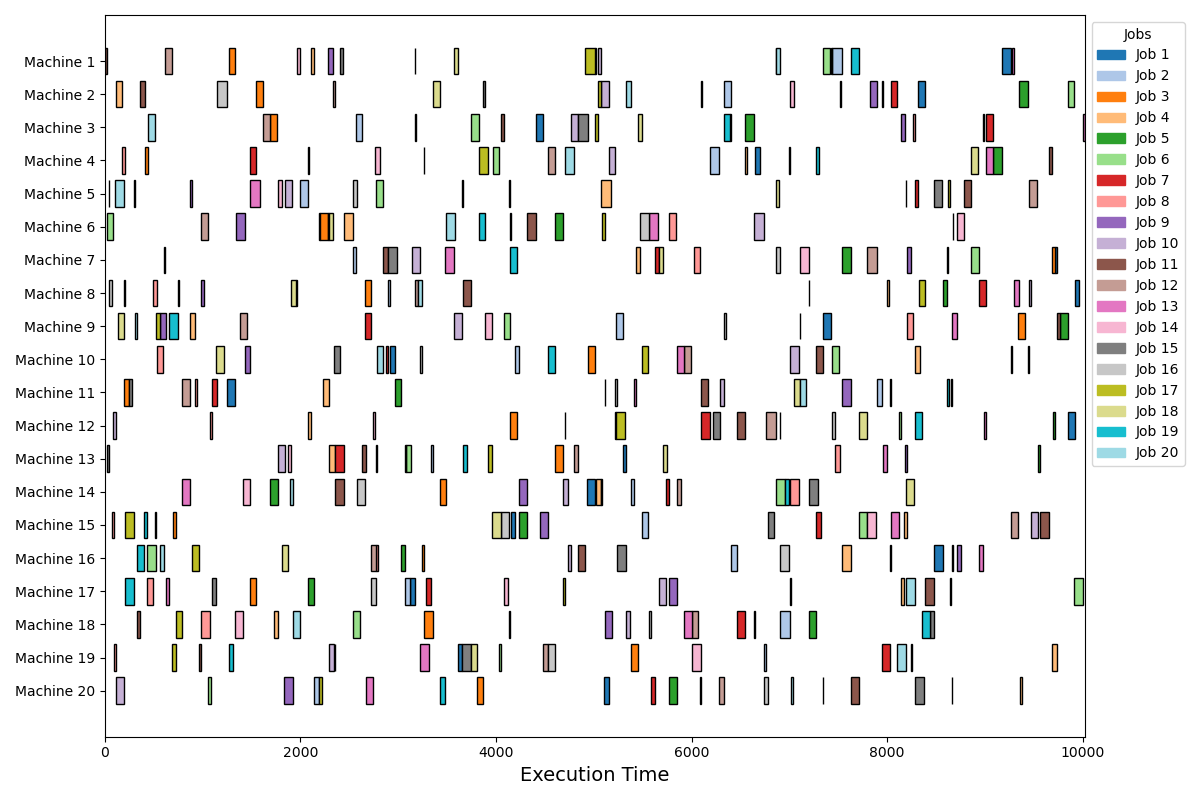 Machine 1
Machine 2
Machine 3
Machine 4
Machine 5
Machine 6
Machine 7
Machine 8
Machine 9
Machine 10
Machine 11
Machine 12
Machine 13
Machine 14
Machine 15
Machine 16
Machine 17
Machine 18
Machine 19
Machine 20
0 2000 4000 6000 8000 10000
Execution Time
Jobs
Job 1
Job 2
Job 3
Job 4
Job 5
Job 6
Job 7
Job 8
Job 9
Job 10
Job 11
Job 12
Job 13
Job 14
Job 15
Job 16
Job 17
Job 18
Job 19
Job 20